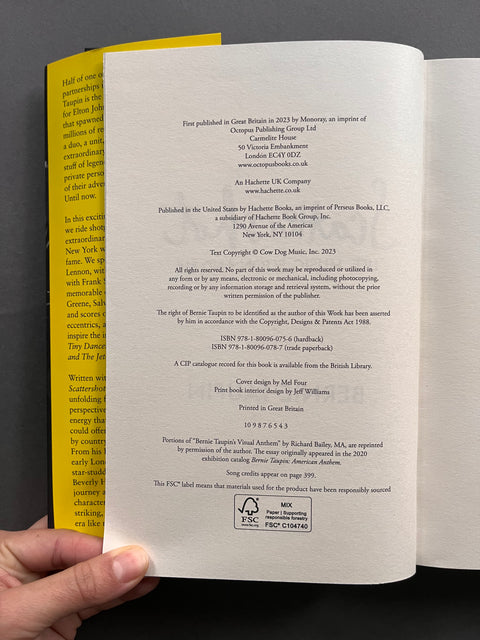 Half of one o
partnerships i
Taupin is the
for Elton Joh
that spawned
millions of re
a duo, a unit,
extraordinary
stuff of legen
private perso
of their adve
Until now.
In this exciti
we ride shotg
extraordinar
New York w
fame. We sp
Lennon, wit
with Frank S
memorable
Greene, Salv
and scores o
eccentrics, a
inspire the i
Tiny Dance
and The Je
Written wit
Scattershot
unfolding f
perspective
energy tha
could offe
by countr
From his
early Lon
star-studd
Beverly H
journey a
character
striking,
era like n
First published in Great Britain in 2023 by Monoray, an imprint of
Octopus Publishing Group Ltd
Carmelite House
50 Victoria Embankment
London EC4Y 0DZ
www.octopusbooks.co.uk
An Hachette UK Company
www.hachette.co.uk
Published in the United States by Hachette Books, an imprint of Perseus Books, LLC,
a subsidiary of Hachette Book Group, Inc.
1290 Avenue of the Americas
New York, NY 10104
Text Copyright © Cow Dog Music, Inc. 2023
All rights reserved. No part of this work may be reproduced or utilized in
any form or by any means, electronic or mechanical, including photocopying,
recording or by any information storage and retrieval system, without the prior
written permission of the publisher.
The right of Bernie Taupin to be identified as the author of this Work has been asserted
by him in accordance with the Copyright, Designs & Patents Act 1988.
ISBN 978-1-80096-075-6 (hardback)
ISBN 978-1-80096-078-7 (trade paperback)
A CIP catalogue record for this book is available from the British Library.
Cover design by Mel Four
Print book interior design by Jeff Williams
Printed in Great Britain
10 9 8 7 6 5 4 3
Portions of "Bernie Taupin's Visual Anthem" by Richard Bailey, MA, are reprinted
by permission of the author. The essay originally appeared in the 2020
exhibition catalog Bernie Taupin: American Anthem.
Song credits appear on page 399.
This FSC® label means that materials used for the product have been responsibly sourced
FSC
www.fsc.org
MIX
Paper | Supporting
responsible forestry
FSC® C104740